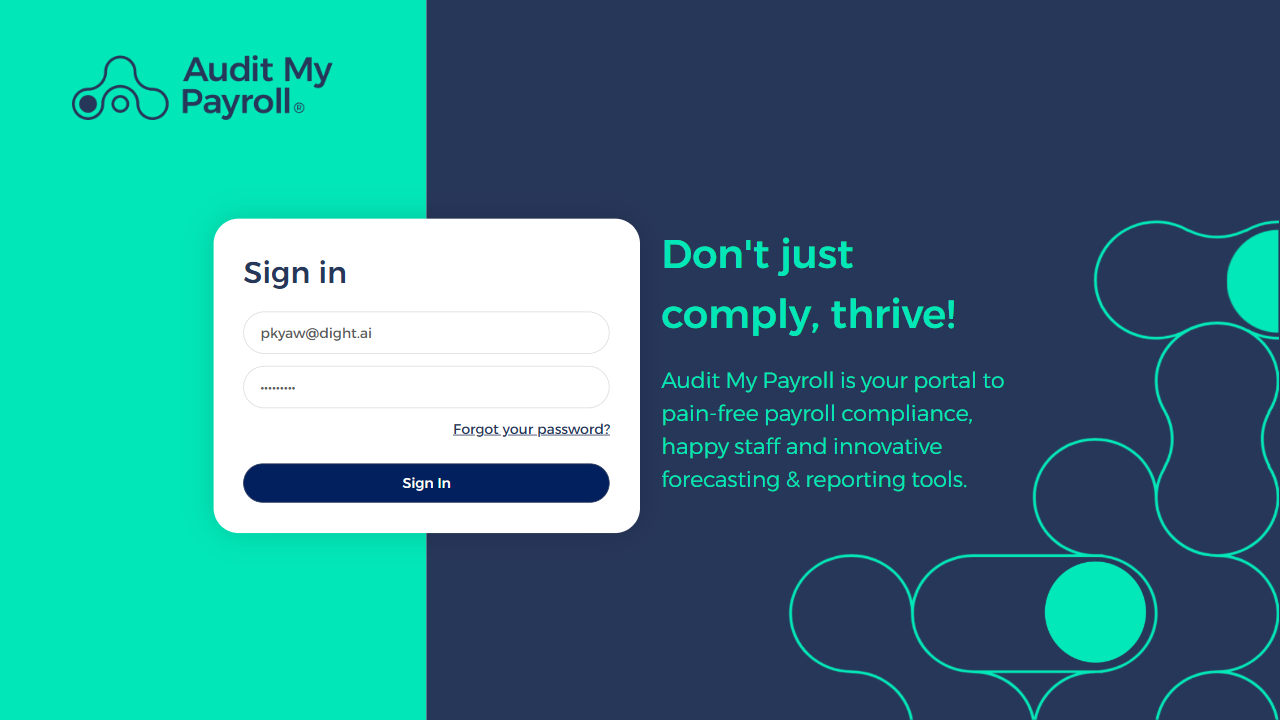 Audit My
Payroll®
Sign in
pkyaw@dight.ai
•••••••••
Forgot your password?
Sign In
Don't just
comply, thrive!
Audit My Payroll is your portal to
pain-free payroll compliance,
happy staff and innovative
forecasting & reporting tools.